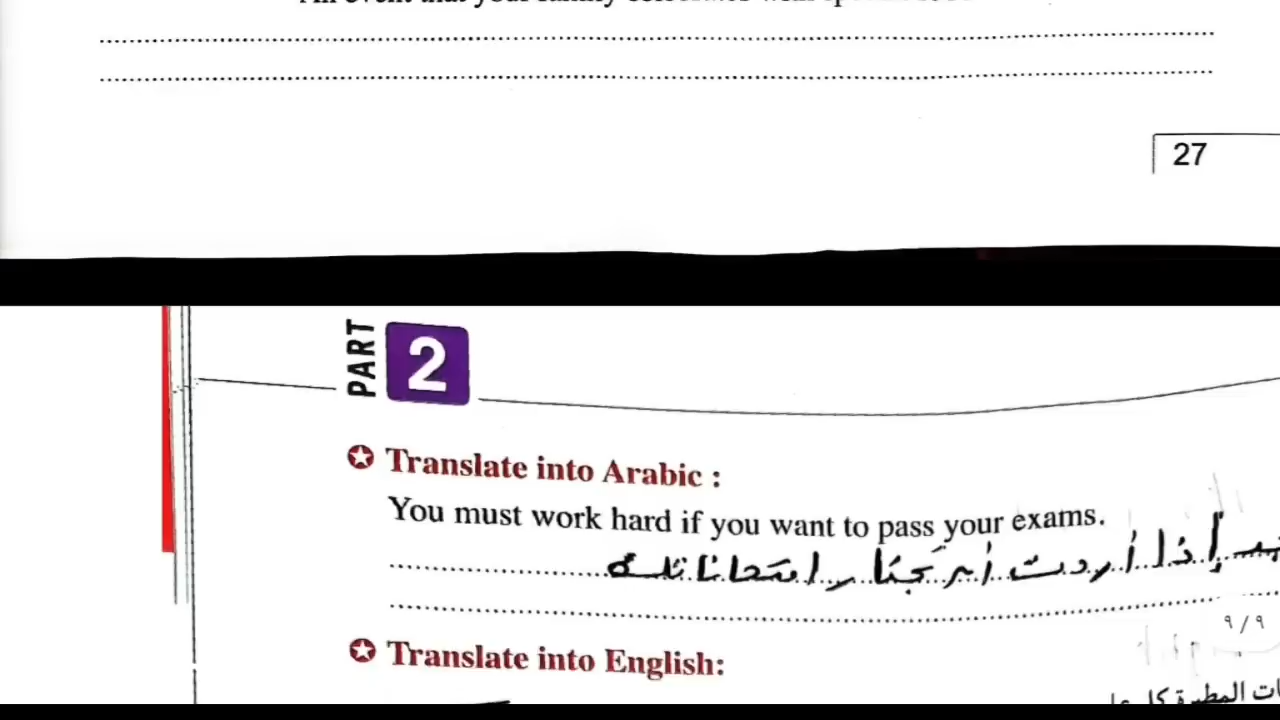 27
PART 2
Translate into Arabic :
You must work hard if you want to pass your exams.
إذا أردت أن تجتاز امتحاناتك
٩ / ٩
Translate into English: